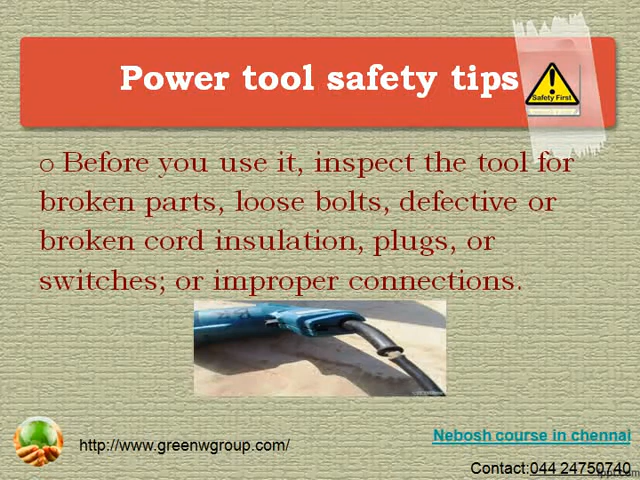 Power tool safety tips
Safety First
o Before you use it, inspect the tool for
broken parts, loose bolts, defective or
broken cord insulation, plugs, or
switches; or improper connections.
Nebosh course in chennai
http://www.greenwgroup.com/
Contact:044 24750740